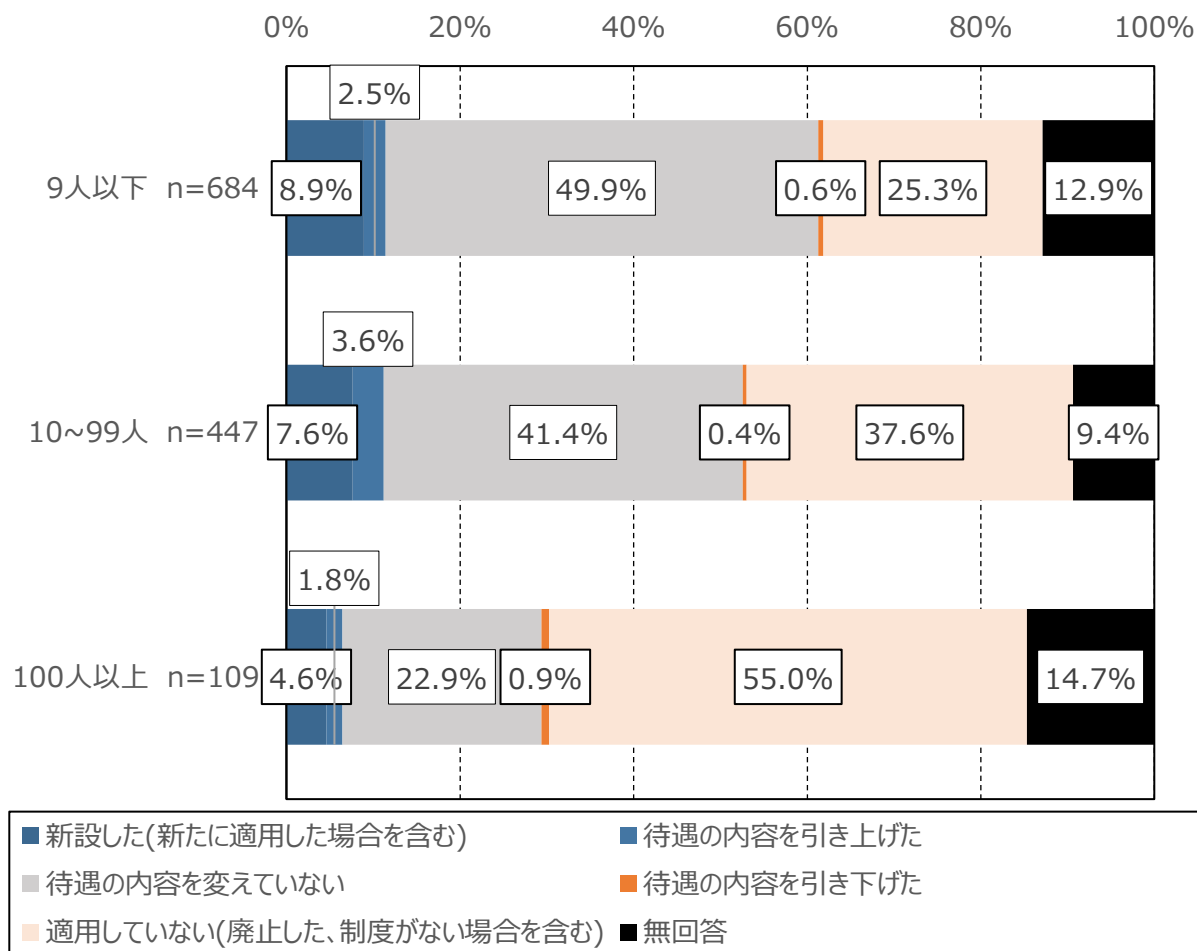 0% 20% 40% 60% 80% 100%
2.5%
9人以下 n=684 8.9% 49.9% 0.6% 25.3% 12.9%
3.6%
10~99人 n=447 7.6% 41.4% 0.4% 37.6% 9.4%
1.8%
100人以上 n=109 4.6% 22.9% 0.9% 55.0% 14.7%
新設した(新たに適用した場合を含む) 待遇の内容を引き上げた
待遇の内容を変えていない 待遇の内容を引き下げた
適用していない(廃止した、制度がない場合を含む) 無回答